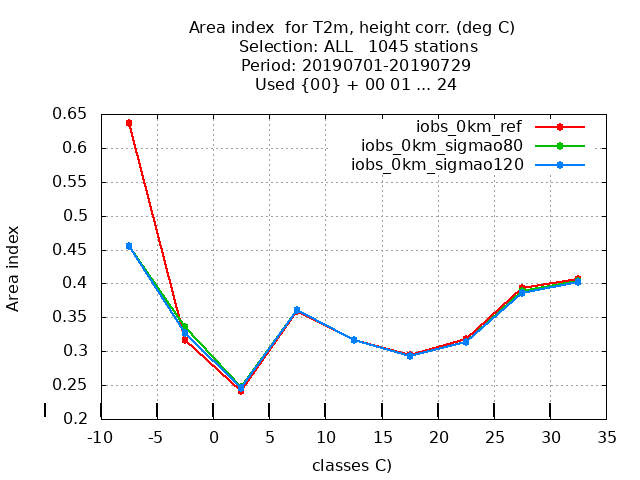 Area index  for T2m, height corr. (deg C)
Selection: ALL   1045 stations
Period: 20190701-20190729
Used {00} + 00 01 ... 24
iobs_0km_ref
iobs_0km_sigmao80
iobs_0km_sigmao120
Area index
0.65
0.6
0.55
0.5
0.45
0.4
0.35
0.3
0.25
0.2
-10 -5 0 5 10 15 20 25 30 35
classes C)